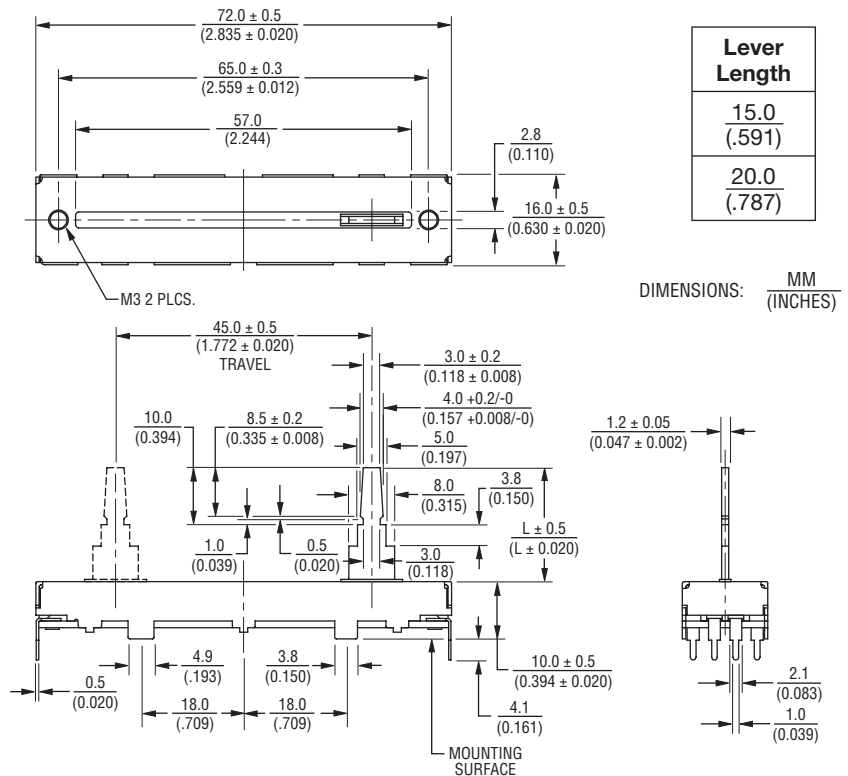 72.0 ± 0.5
(2.835 ± 0.020)
65.0 ± 0.3
(2.559 ± 0.012)
57.0
(2.244)
2.8
(0.110)
16.0 ± 0.5
(0.630 ± 0.020)
M3 2 PLCS.
Lever
Length
15.0
(.591)
20.0
(.787)
DIMENSIONS:
MM
(INCHES)
45.0 ± 0.5
(1.772 ± 0.020)
TRAVEL
3.0 ± 0.2
(0.118 ± 0.008)
4.0 +0.2/-0
(0.157 +0.008/-0)
5.0
(0.197)
10.0
(0.394)
8.5 ± 0.2
(0.335 ± 0.008)
8.0
(0.315)
3.8
(0.150)
1.0
(0.039)
0.5
(0.020)
3.0
(0.118)
L ± 0.5
(L ± 0.020)
1.2 ± 0.05
(0.047 ± 0.002)
0.5
(0.020)
4.9
(.193)
3.8
(0.150)
18.0
(.709)
18.0
(.709)
10.0 ± 0.5
(0.394 ± 0.020)
4.1
(0.161)
MOUNTING
SURFACE
2.1
(0.083)
1.0
(0.039)